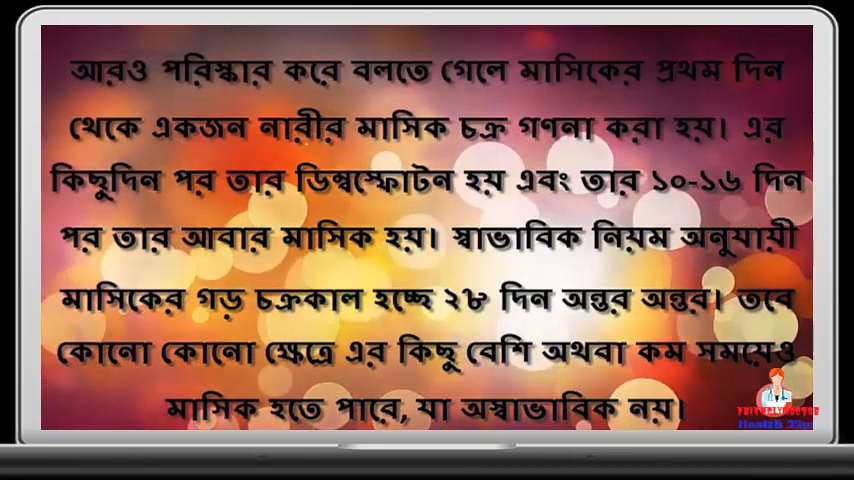 আরও পরিস্কার করে বলতে গেলে মাসিকের প্রথম দিন
থেকে একজন নারীর মাসিক চক্র গণনা করা হয়। এর
কিছুদিন পর তার ডিম্বস্ফোটন হয় এবং তার ১০-১৬ দিন
পর তার আবার মাসিক হয়। স্বাভাবিক নিয়ম অনুযায়ী
মাসিকের গড় চক্রকাল হচ্ছে ২৮ দিন অন্তর অন্তর। তবে
কোনো কোনো ক্ষেত্রে এর কিছু বেশি অথবা কম সময়েও
মাসিক হতে পারে, যা অস্বাভাবিক নয়।
FRIENDLYDOCTOR
Health Tips